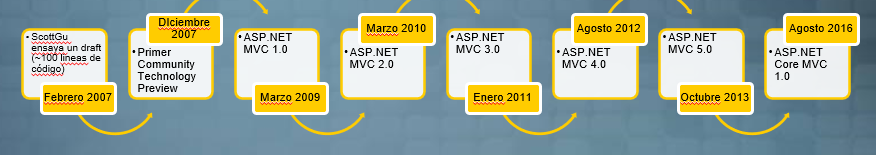 • ScottGu
ensaya un draft
(~100 líneas de
código)
Febrero 2007
DIciembre
2007
• Primer
Community
Technology
Preview
• ASP.NET
MVC 1.0
Marzo 2009
Marzo 2010
• ASP.NET
MVC 2.0
• ASP.NET
MVC 3.0
Enero 2011
Agosto 2012
• ASP.NET
MVC 4.0
• ASP.NET
MVC 5.0
Octubre 2013
Agosto 2016
• ASP.NET
Core MVC
1.0